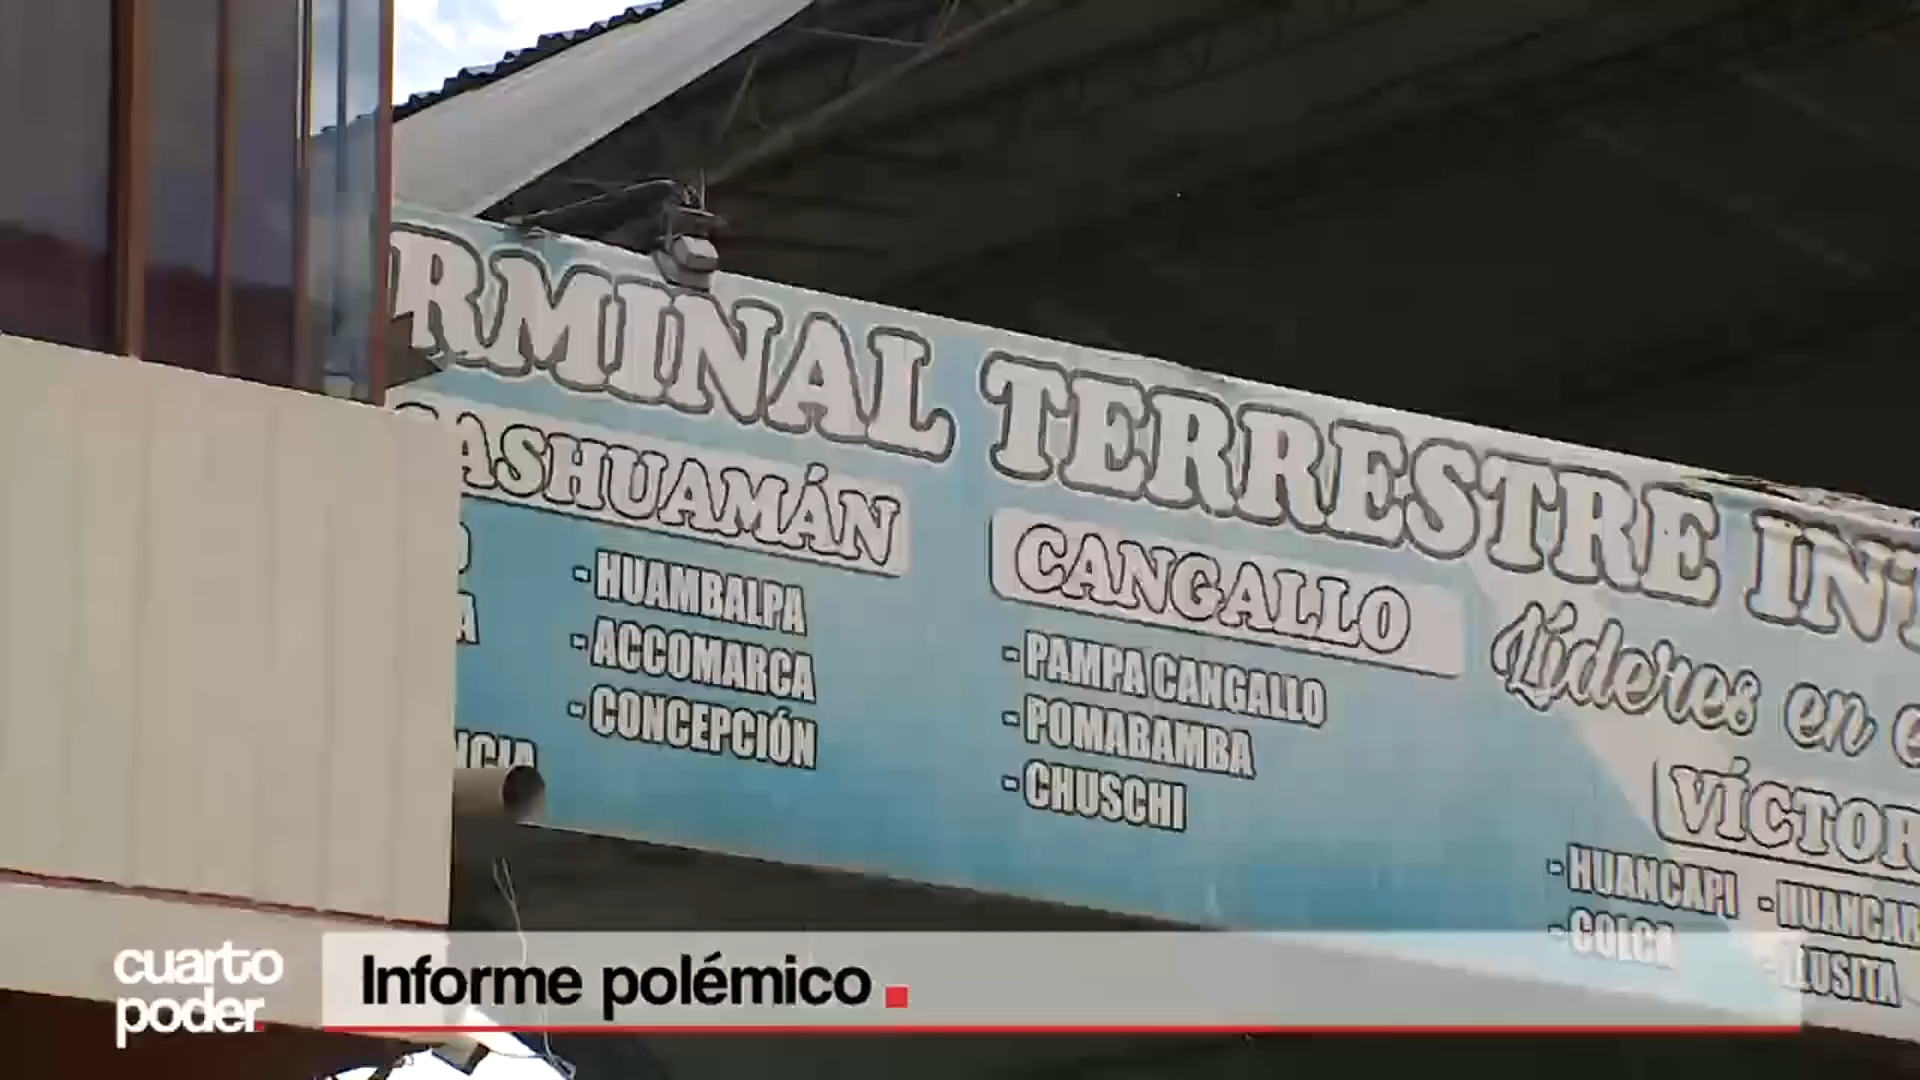 RMINAL TERRESTRE INT
ASHUAMÁN
- HUAMBALPA
- ACCOMARCA
- CONCEPCIÓN
CANGALLO
- PAMPA CANGALLO
- POMABAMBA
- CHUSCHI
Líderes en
VÍCTOR
- HUANCAPI
- COLCA
cuarto
poder.
Informe polémico